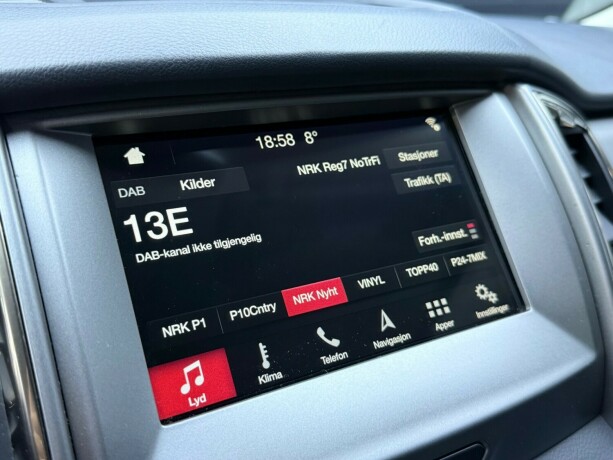 18:58 8°
NRK Reg7 NoTrFi Stasjoner
DAB Kilder
Trafikk (TA)
13E
DAB-kanal ikke tilgjengelig
Forh.-innst.
NRK P1 P10Cntry NRK Nyht VINYL TOPP40 P24-7MIX
Lyd Klima Telefon Navigasjon Apper Innstillinger